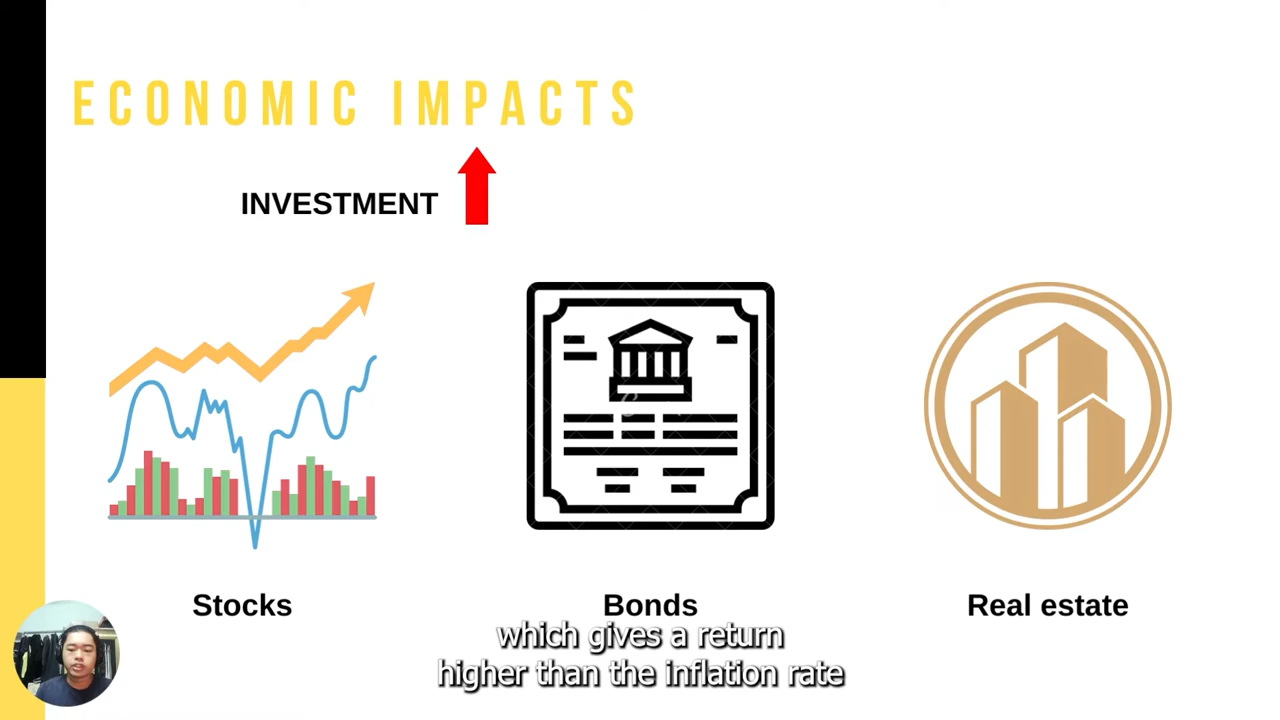 ECONOMIC IMPACTS
INVESTMENT
Stocks
Bonds
Real estate
which gives a return
higher than the inflation rate